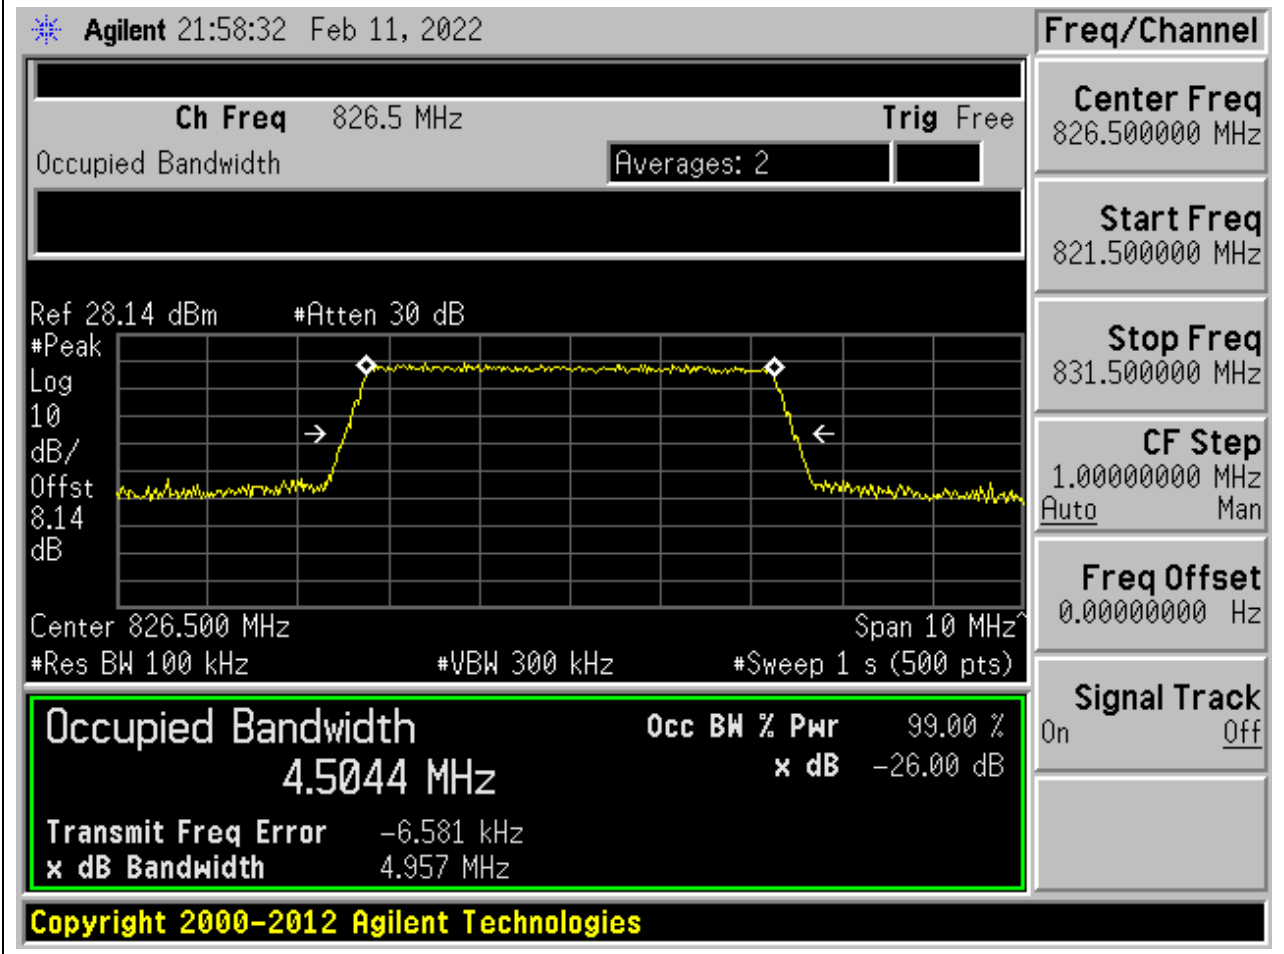 Agilent 21:58:32 Feb 11, 2022
Freq/Channel
Ch Freq 826.5 MHz Trig Free
Occupied Bandwidth Averages: 2
Ref 28.14 dBm #Atten 30 dB
#Peak
Log
10
dB/
Offst
8.14
dB
Center 826.500 MHz Span 10 MHz^
#Res BW 100 kHz #VBW 300 kHz #Sweep 1 s (500 pts)
Occupied Bandwidth Occ BW % Pwr 99.00 %
4.5044 MHz x dB -26.00 dB
Transmit Freq Error -6.581 kHz
x dB Bandwidth 4.957 MHz
Center Freq
826.500000 MHz
Start Freq
821.500000 MHz
Stop Freq
831.500000 MHz
CF Step
1.00000000 MHz
Auto Man
Freq Offset
0.00000000 Hz
Signal Track
On Off
Copyright 2000-2012 Agilent Technologies